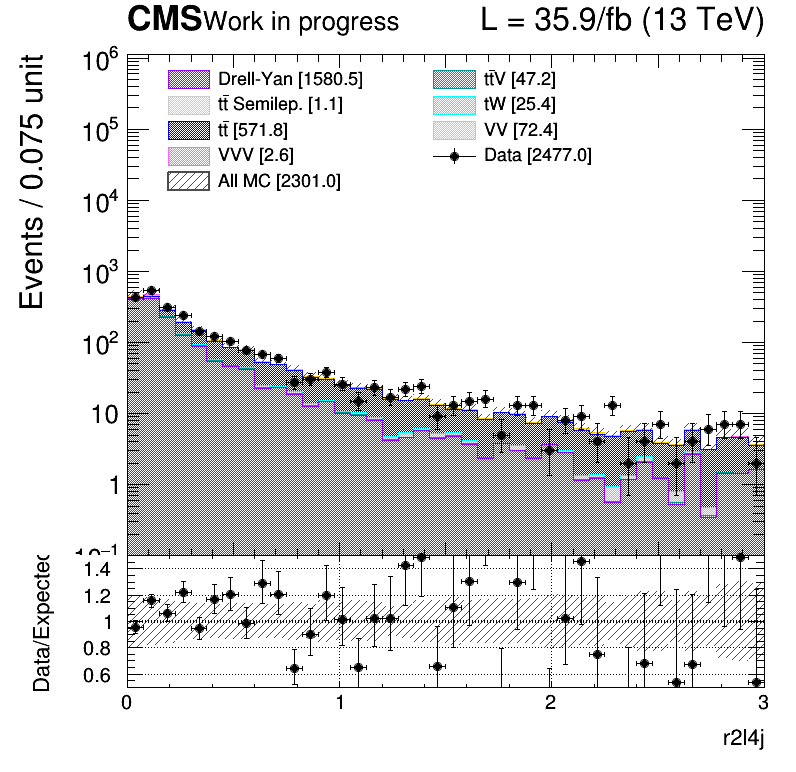 CMS Work in progress L = 35.9/fb (13 TeV)
Events / 0.075 unit
10⁶
10⁵
10⁴
10³
10²
10
1
10⁻¹
Drell-Yan [1580.5]
tt̄ Semilep. [1.1]
tt̄ [571.8]
VVV [2.6]
All MC [2301.0]
tt̄V [47.2]
tW [25.4]
VV [72.4]
Data [2477.0]
Data/Expected
1.4
1.2
1
0.8
0.6
0 1 2 3
r2l4j